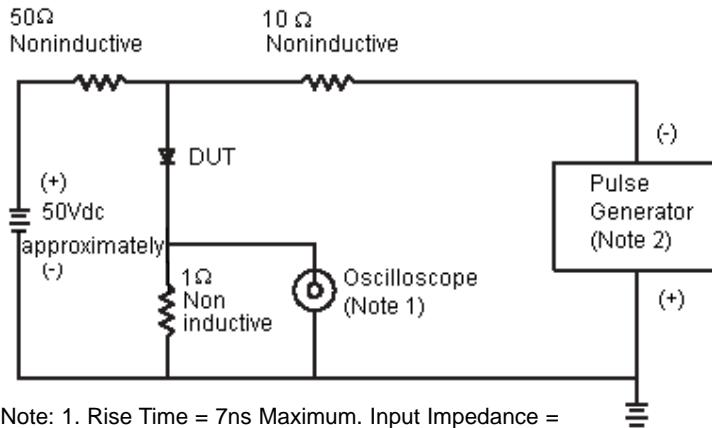 50Ω
Noninductive
10 Ω
Noninductive
DUT
(+)
50Vdc
approximately
(-)
1Ω
Non
inductive
Oscilloscope
(Note 1)
(-)
Pulse
Generator
(Note 2)
(+)
Note: 1. Rise Time = 7ns Maximum. Input Impedance =